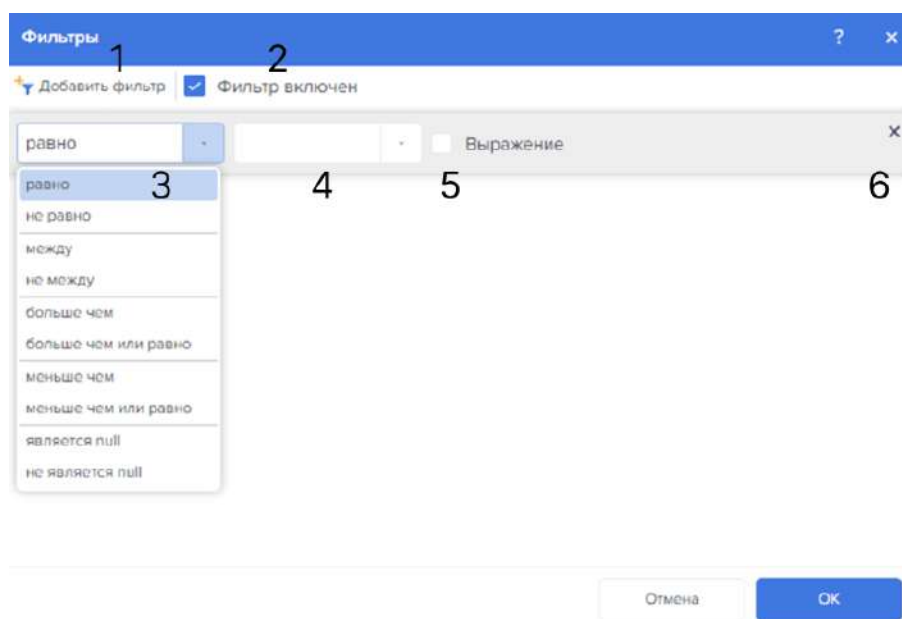 Фильтры ? ×
1 2
Добавить фильтр Фильтр включен
равно Выражение ×
3 4 5 6
равно
не равно
между
не между
больше чем
больше чем или равно
меньше чем
меньше чем или равно
является null
не является null
Отмена OK